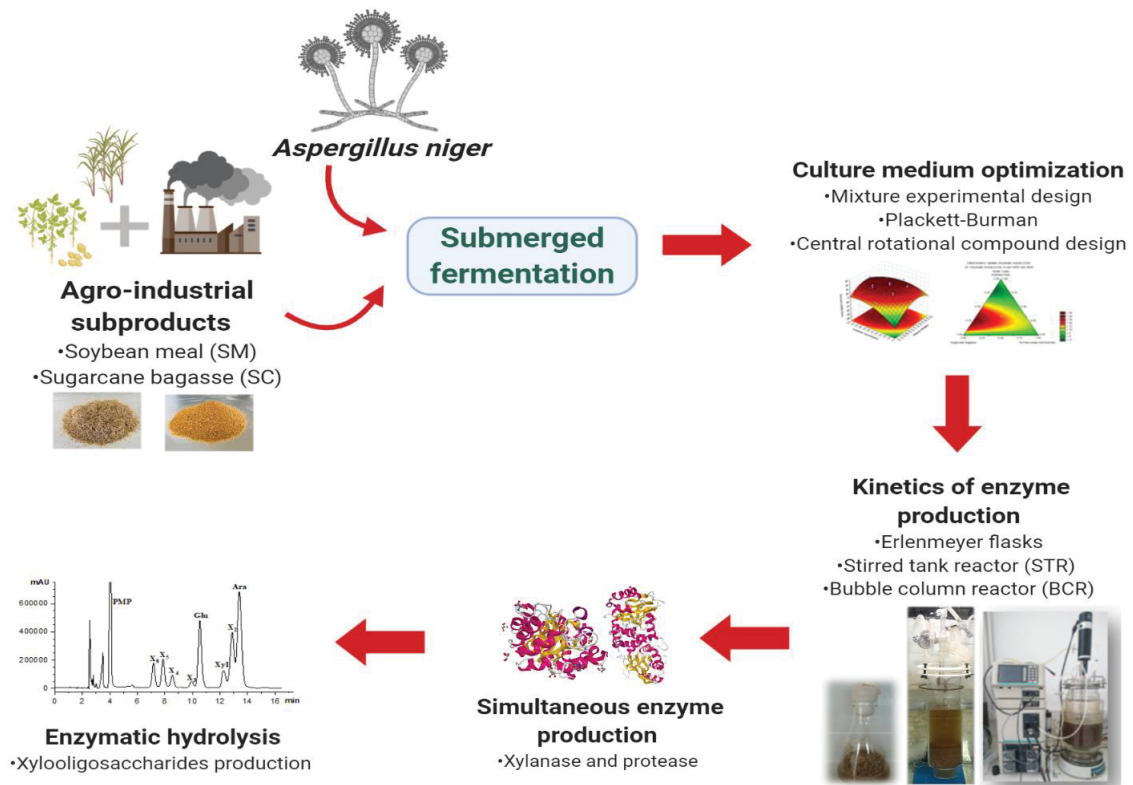 Aspergillus niger
Agro-industrial
subproducts
•Soybean meal (SM)
•Sugarcane bagasse (SC)
Submerged
fermentation
Culture medium optimization
•Mixture experimental design
•Plackett-Burman
•Central rotational compound design
Kinetics of enzyme
production
•Erlenmeyer flasks
•Stirred tank reactor (STR)
•Bubble column reactor (BCR)
Simultaneous enzyme
production
•Xylanase and protease
mAU
600000
400000
200000
0
PMP
X6
X5
X4
Glu
Xyl
Ara
0 2 4 6 8 10 12 14 16 min
Enzymatic hydrolysis
•Xylooligosaccharides production